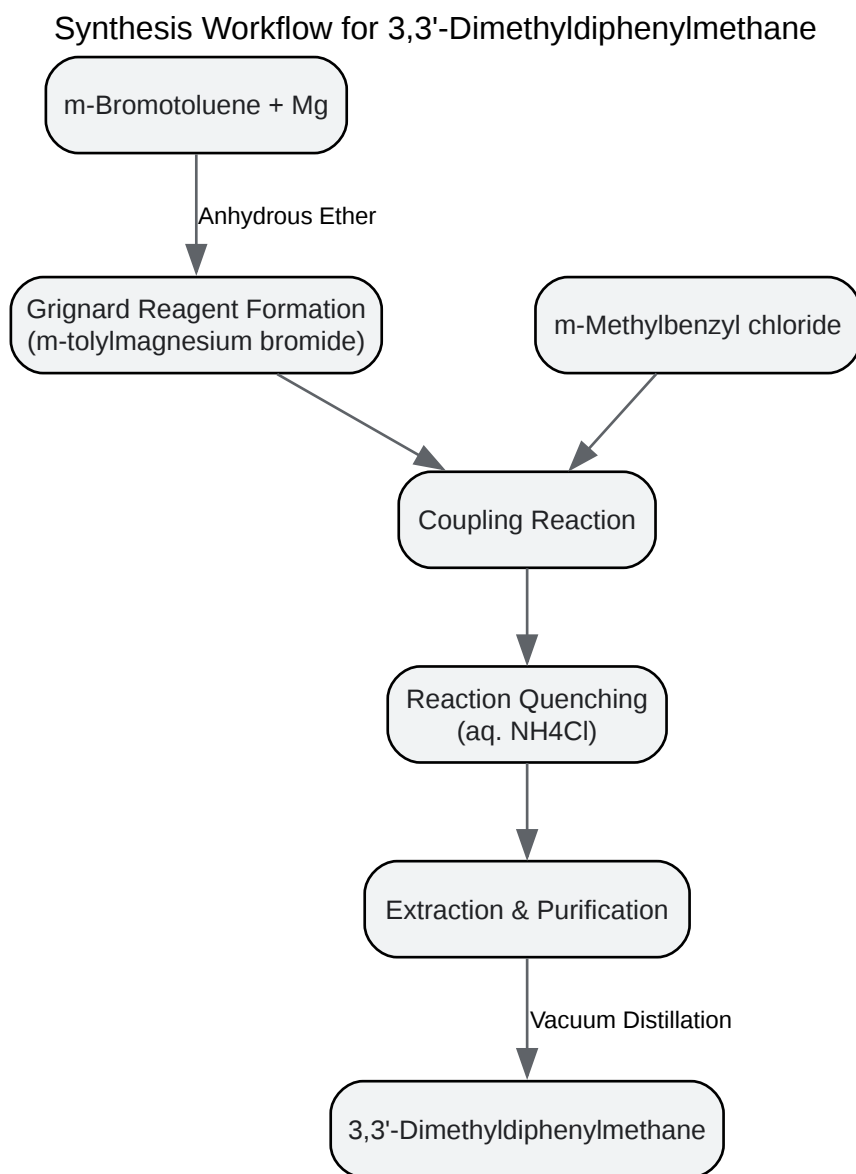 Synthesis Workflow for 3,3'-Dimethyldiphenylmethane
m-Bromotoluene + Mg
Anhydrous Ether
Grignard Reagent Formation
(m-tolylmagnesium bromide)
m-Methylbenzyl chloride
Coupling Reaction
Reaction Quenching
(aq. NH4Cl)
Extraction & Purification
Vacuum Distillation
3,3'-Dimethyldiphenylmethane